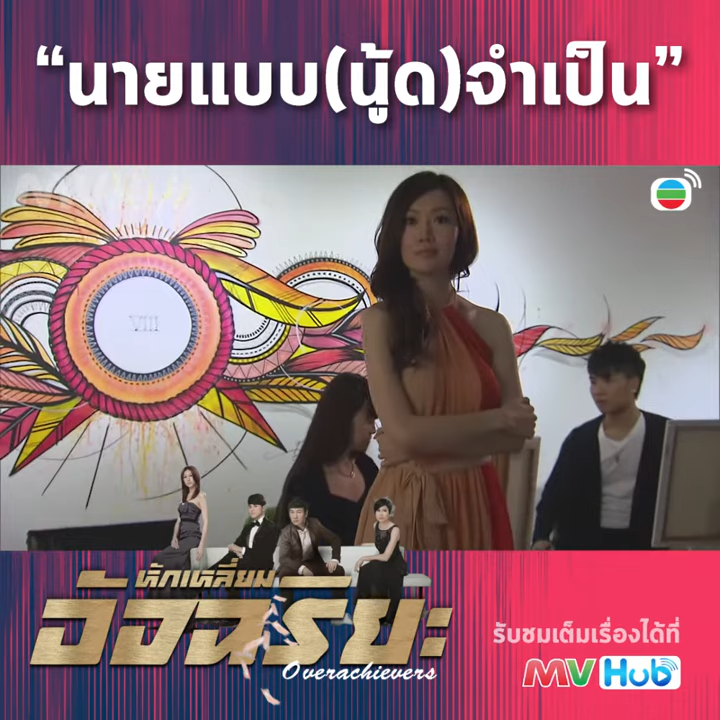 “นายแบบ(นู้ด)จำเป็น”
VIII
หักเหลี่ยม
อัจฉริยะ
Overachievers
รับชมเต็มเรื่องได้ที่
MV Hub